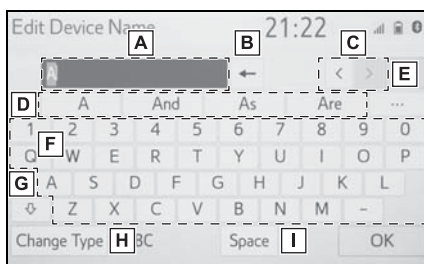 Edit Device Name 21:22
A B C
A ← < > E
D A And As Are ...
1 2 3 4 5 6 7 8 9 0
F
Q W E R T Y U I O P
G A S D F G H J K L
Z X C V B N M -
Change Type H BC Space I OK